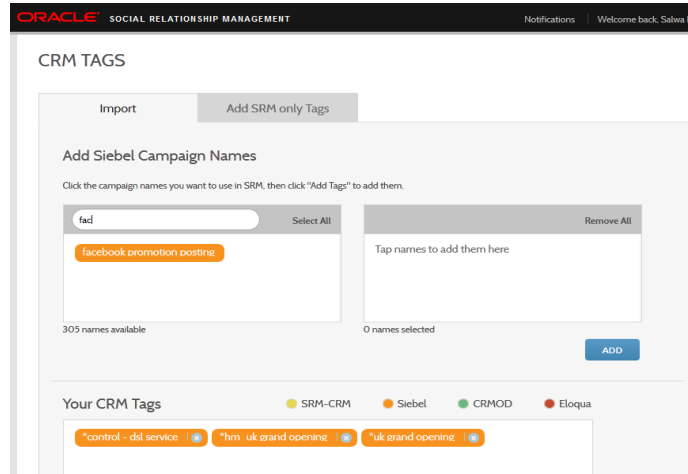 ORACLE SOCIAL RELATIONSHIP MANAGEMENT Notifications Welcome back, Salwa
CRM TAGS
Import Add SRM only Tags
Add Siebel Campaign Names
Click the campaign names you want to use in SRM, then click "Add Tags" to add them.
fac Select All Remove All
facebook promotion posting Tap names to add them here
305 names available 0 names selected
ADD
Your CRM Tags SRM-CRM Siebel CRMOD Eloqua
*control - dsl service *hm_uk grand opening *uk grand opening